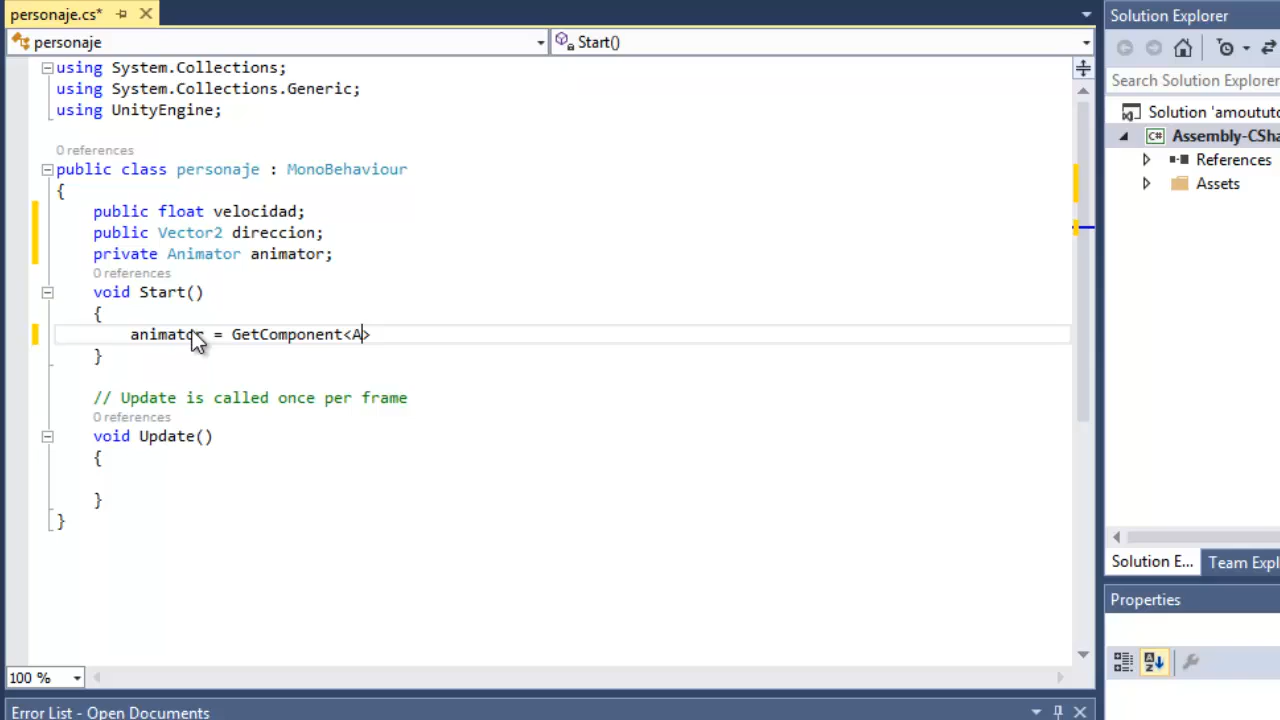 personaje.cs*
personaje
Start()
using System.Collections;
using System.Collections.Generic;
using UnityEngine;
0 references
public class personaje : MonoBehaviour
{
public float velocidad;
public Vector2 direccion;
private Animator animator;
0 references
void Start()
{
animator = GetComponent<A>
}
// Update is called once per frame
0 references
void Update()
{
}
}
100 %
Error List - Open Documents
Solution Explorer
Search Solution Explorer
Solution 'amoututo
Assembly-CSha
References
Assets
Solution E... Team Expl
Properties